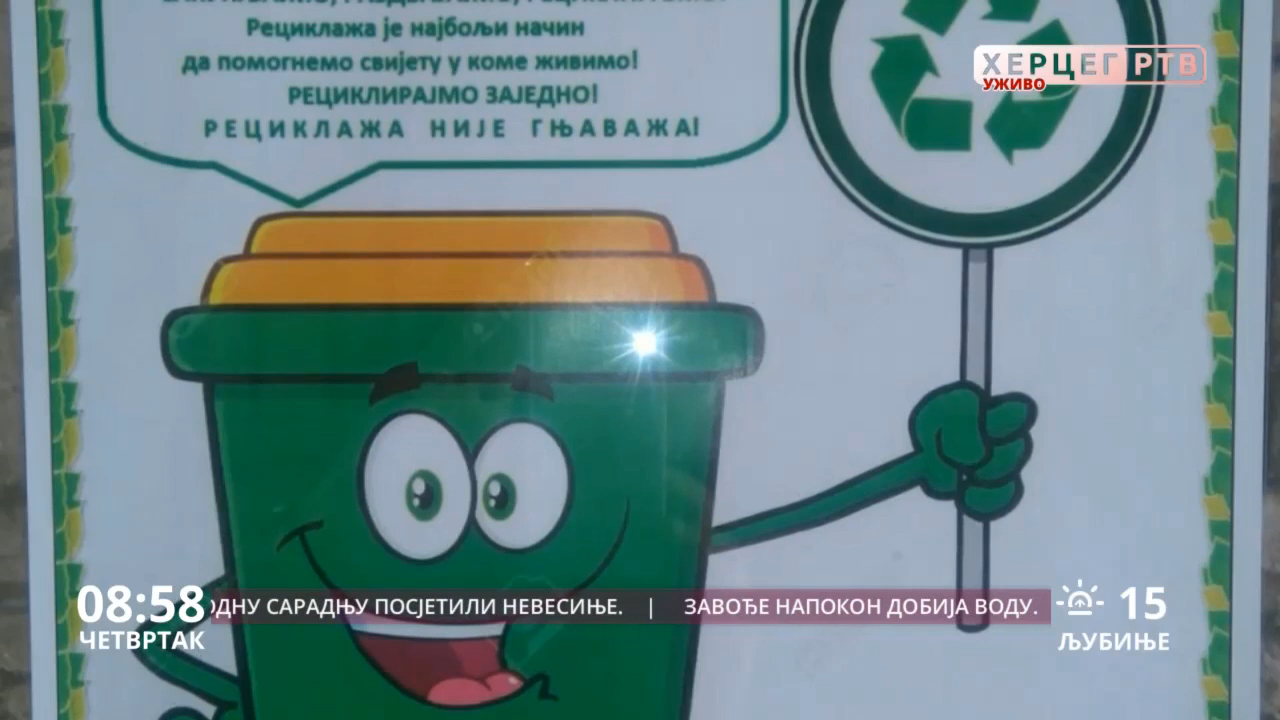 Рециклажа је најбољи начин
да помогнемо свијету у коме живимо!
РЕЦИКЛИРАЈМО ЗАЈЕДНО!
РЕЦИКЛАЖА НИЈЕ ГЊАВАЖА!
ХЕРЦЕГ РТВ
УЖИВО
08:58
ЧЕТВРТАК
ОДНУ САРАДЊУ ПОСЈЕТИЛИ НЕВЕСИЊЕ. | ЗАВОЂЕ НАПОКОН ДОБИЈА ВОДУ.
15
ЉУБИЊЕ